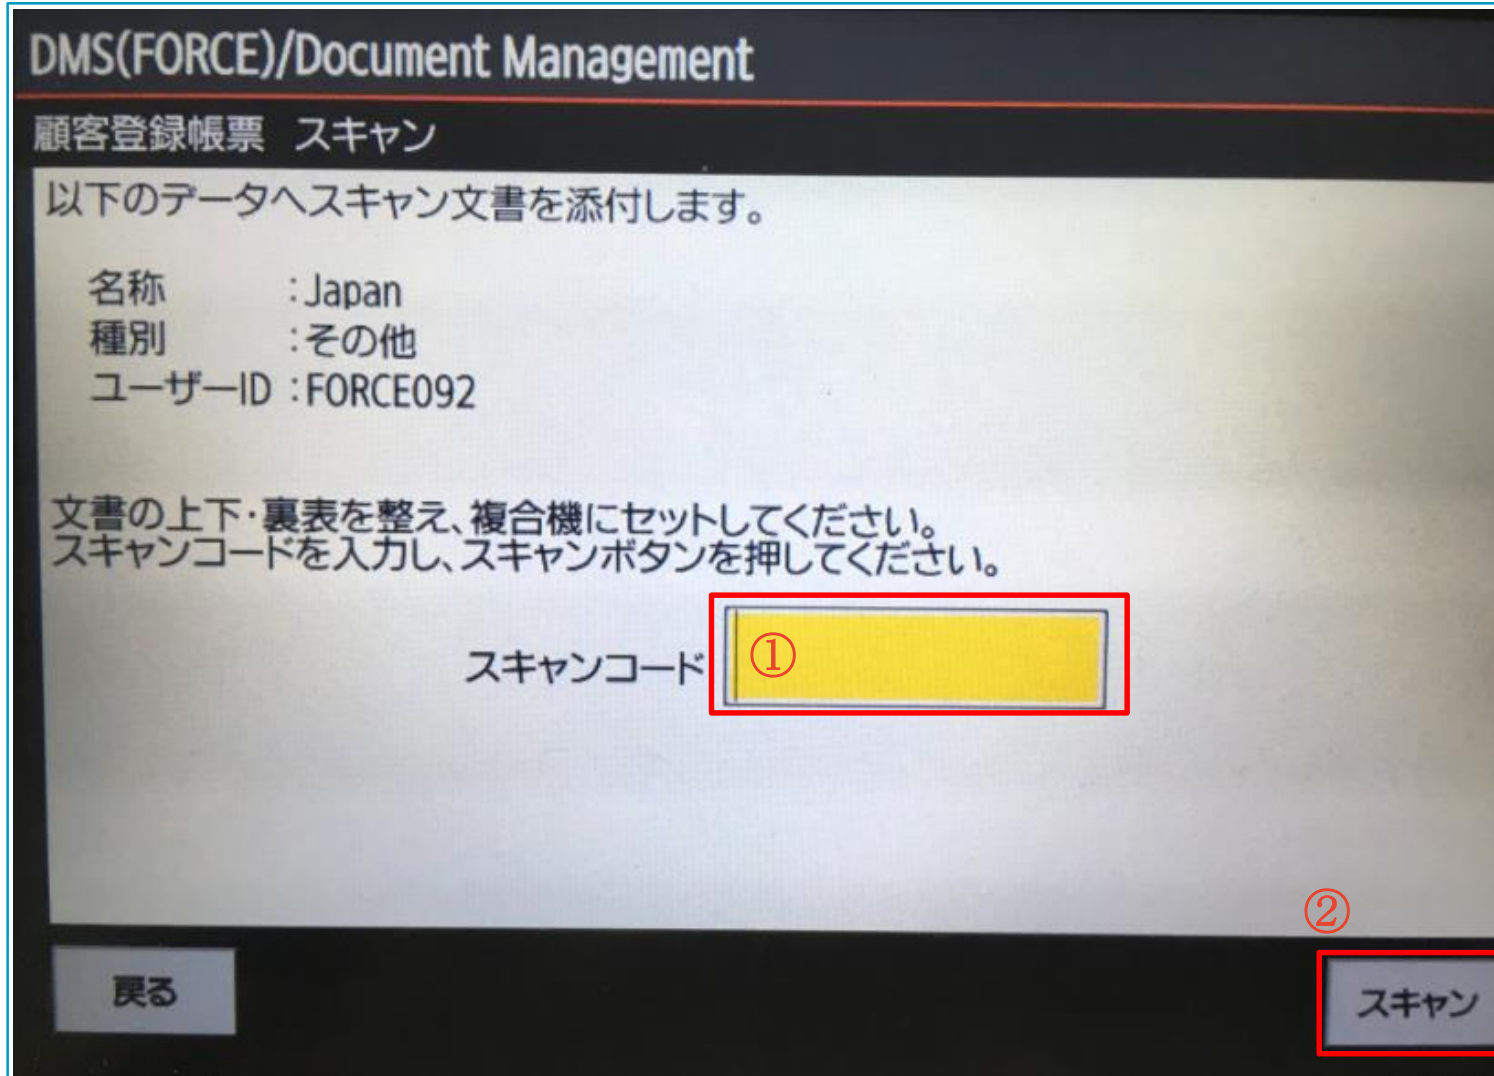 DMS(FORCE)/Document Management
顧客登録帳票 スキャン
以下のデータへスキャン文書を添付します。
名称 :Japan
種別 :その他
ユーザーID :FORCE092
文書の上下・裏表を整え、複合機にセットしてください。
スキャンコードを入力し、スキャンボタンを押してください。
スキャンコード ①
②
戻る スキャン